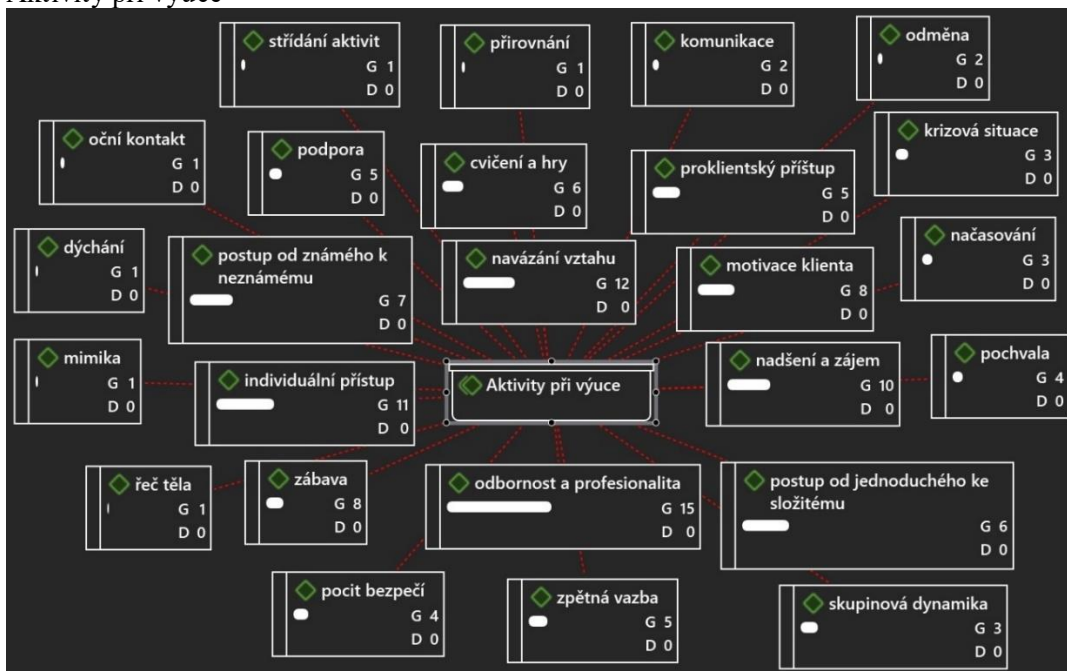 Aktivity při výuce
střídání aktivit
G 1
D 0
přirovnání
G 1
D 0
komunikace
G 2
D 0
odměna
G 2
D 0
oční kontakt
G 1
D 0
podpora
G 5
D 0
cvičení a hry
G 6
D 0
proklientský příštup
G 5
D 0
krizová situace
G 3
D 0
dýchání
G 1
D 0
postup od známého k
neznámému
G 7
D 0
navázání vztahu
G 12
D 0
motivace klienta
G 8
D 0
načasování
G 3
D 0
mimika
G 1
D 0
individuální přístup
G 11
D 0
Aktivity při výuce
nadšení a zájem
G 10
D 0
pochvala
G 4
D 0
řeč těla
G 1
D 0
zábava
G 8
D 0
odbornost a profesionalita
G 15
D 0
postup od jednoduchého ke
složitému
G 6
D 0
pocit bezpečí
G 4
D 0
zpětná vazba
G 5
D 0
skupinová dynamika
G 3
D 0